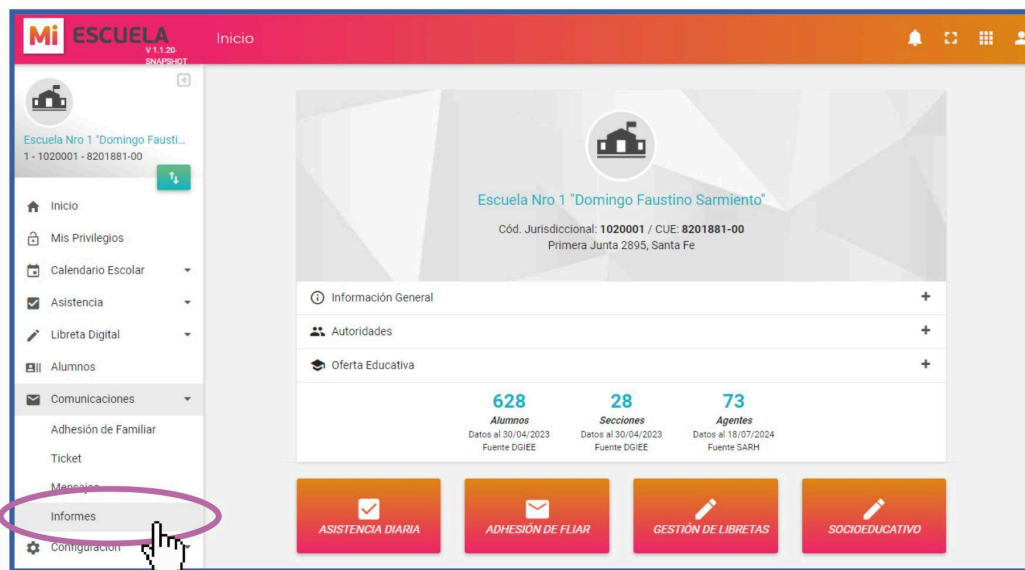 Mi ESCUELA
V 1.1.20-
SNAPSHOT
Inicio
Escuela Nro 1 "Domingo Fausti...
1 - 1020001 - 8201881-00
Inicio
Mis Privilegios
Calendario Escolar
Asistencia
Libreta Digital
Alumnos
Comunicaciones
Adhesión de Familiar
Ticket
Mensajes
Informes
Configuración
Escuela Nro 1 "Domingo Faustino Sarmiento"
Cód. Jurisdiccional: 1020001 / CUE: 8201881-00
Primera Junta 2895, Santa Fe
Información General
Autoridades
Oferta Educativa
628 28 73
Alumnos Secciones Agentes
Datos al 30/04/2023 Datos al 30/04/2023 Datos al 18/07/2024
Fuente DGIEE Fuente DGIEE Fuente SARH
ASISTENCIA DIARIA ADHESIÓN DE FLIAR GESTIÓN DE LIBRETAS SOCIOEDUCATIVO